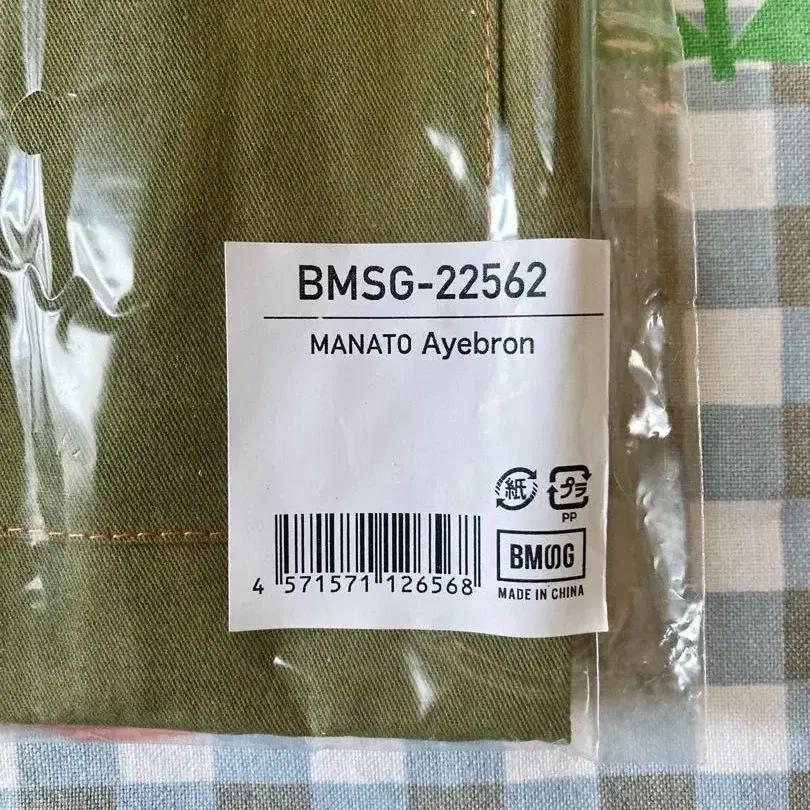 BMSG-22562
MANATO Ayebron
紙
プラ
PP
BMSG
4 571571 126568
MADE IN CHINA